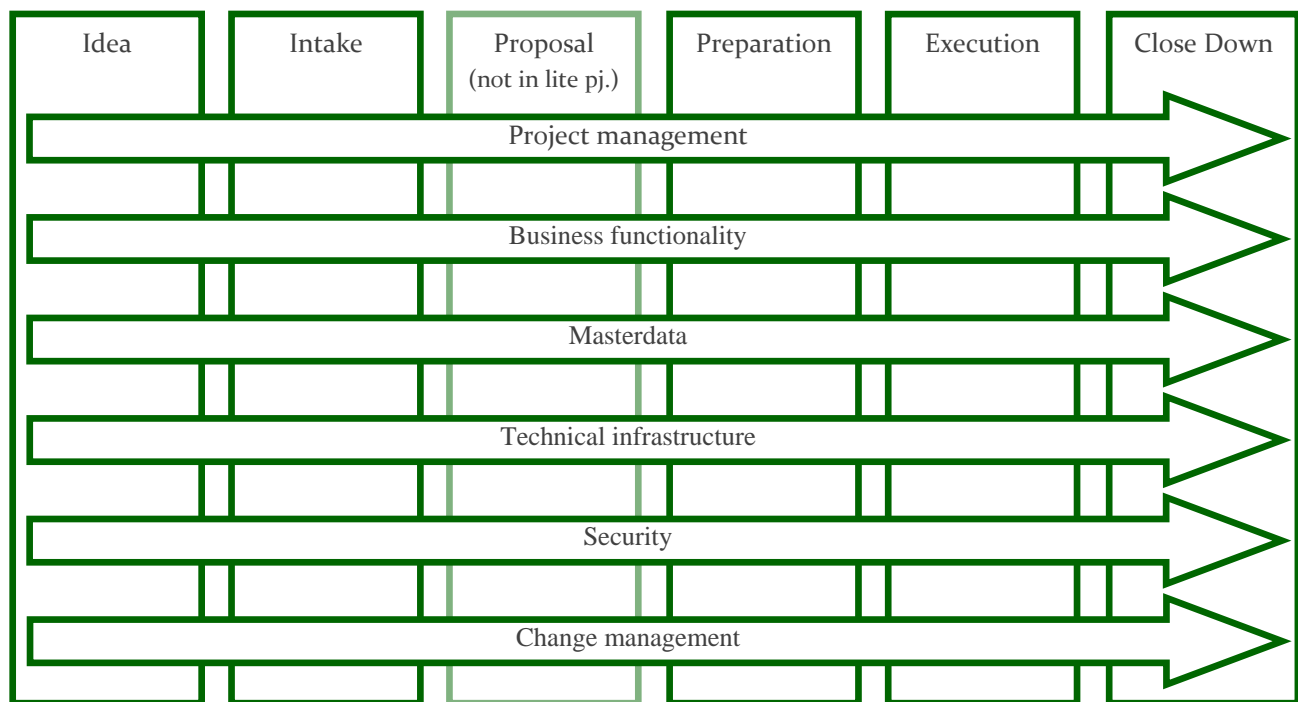 Idea
Intake
Proposal
(not in lite pj.)
Preparation
Execution
Close Down
Project management
Business functionality
Masterdata
Technical infrastructure
Security
Change management